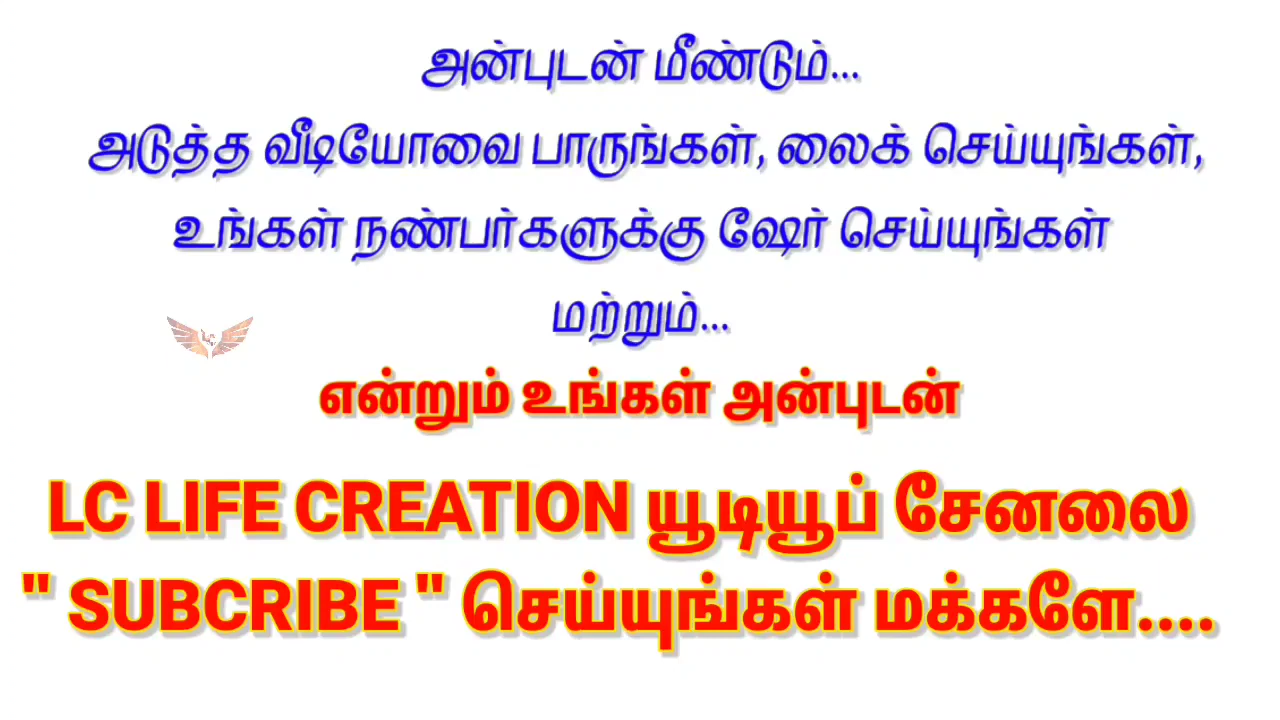 அன்புடன் மீண்டும்...
அடுத்த வீடியோவை பாருங்கள், லைக் செய்யுங்கள்,
உங்கள் நண்பர்களுக்கு ஷேர் செய்யுங்கள்
மற்றும்...
என்றும் உங்கள் அன்புடன்
LC LIFE CREATION யூடியூப் சேனலை
" SUBCRIBE " செய்யுங்கள் மக்களே....